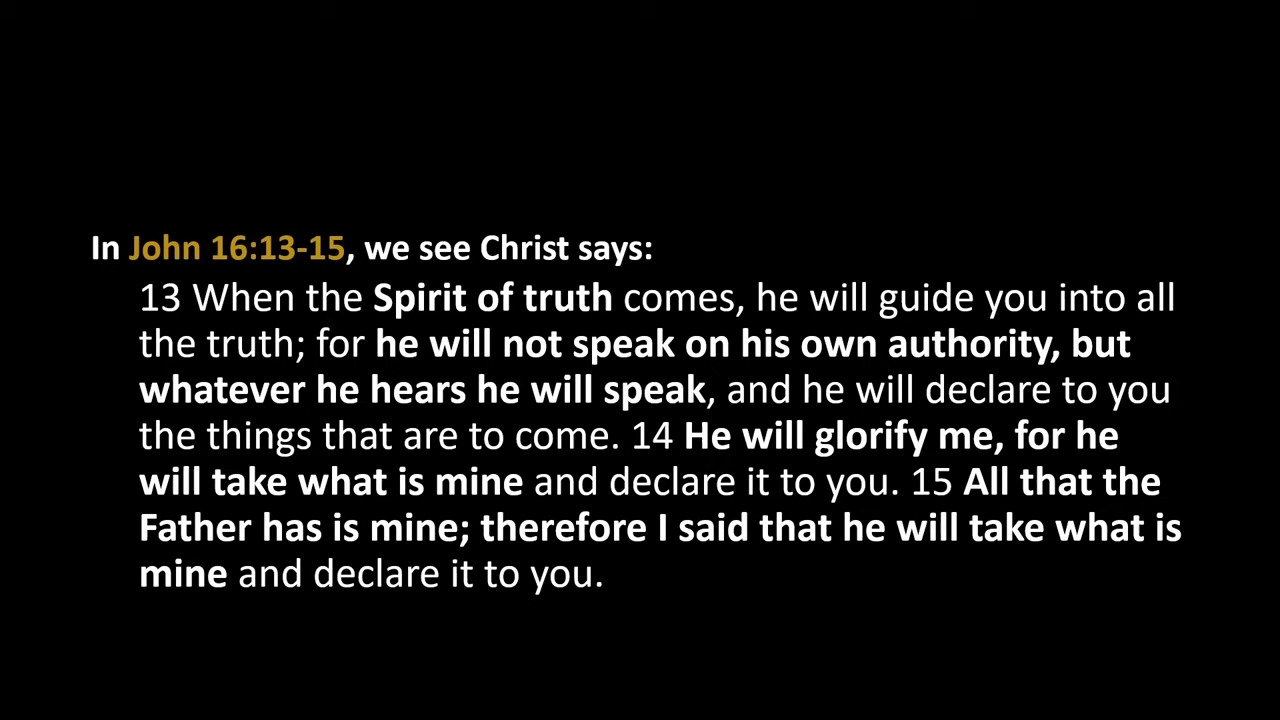 In John 16:13-15, we see Christ says:
13 When the Spirit of truth comes, he will guide you into all
the truth; for he will not speak on his own authority, but
whatever he hears he will speak, and he will declare to you
the things that are to come. 14 He will glorify me, for he
will take what is mine and declare it to you. 15 All that the
Father has is mine; therefore I said that he will take what is
mine and declare it to you.